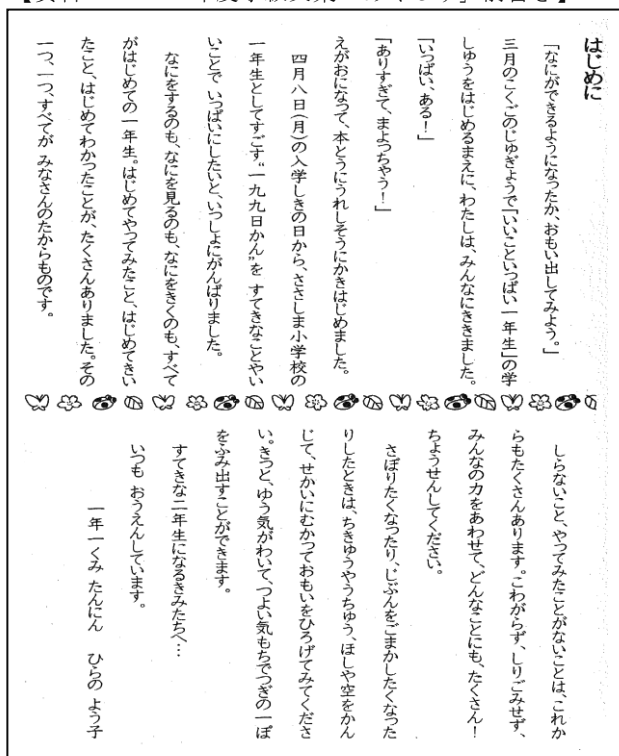 はじめに
「なにができるようになったか、おもい出してみよう。」
三月のこくごのじゅぎょうで「いいこといっぱい一年生」の学
しゅうをはじめるまえに、わたしは、みんなにききました。
「いっぱい、ある!」
「ありすぎて、まよっちゃう!」
えがおになって、本とうにうれしそうにかきはじめました。
四月八日(月)の入学しきの日から、ささしま小学校の
一年生としてすごす“一九九日かん”を すてきなことやい
いことで いっぱいにしたいと、いっしょにがんばりました。
なにをするのも、なにを見るのも、なにをきくのも、すべて
がはじめての一年生。はじめてやってみたこと、はじめてきい
たこと、はじめてわかったことが、たくさんありました。その
一つ、一つ、すべてが みなさんのたからものです。
しらないこと、やってみたことがないことは、これか
らもたくさんあります。こわがらず、しりごみせず、
みんなの力をあわせて、どんなことにも、たくさん!
ちょうせんしてください。
さぼりたくなったり、じぶんをごまかしたくなった
りしたときは、ちきゅうやうちゅう、ほしや空をかん
じて、せかいにむかっておもいをひろげてみてくださ
い。きっと、ゆう気がわいて、つよい気もちでつぎの一ぽ
をふみ出すことができます。
すてきな二年生になるきみたちへ…
いつも おうえんしています。
一年一くみ たんにん ひらの よう子